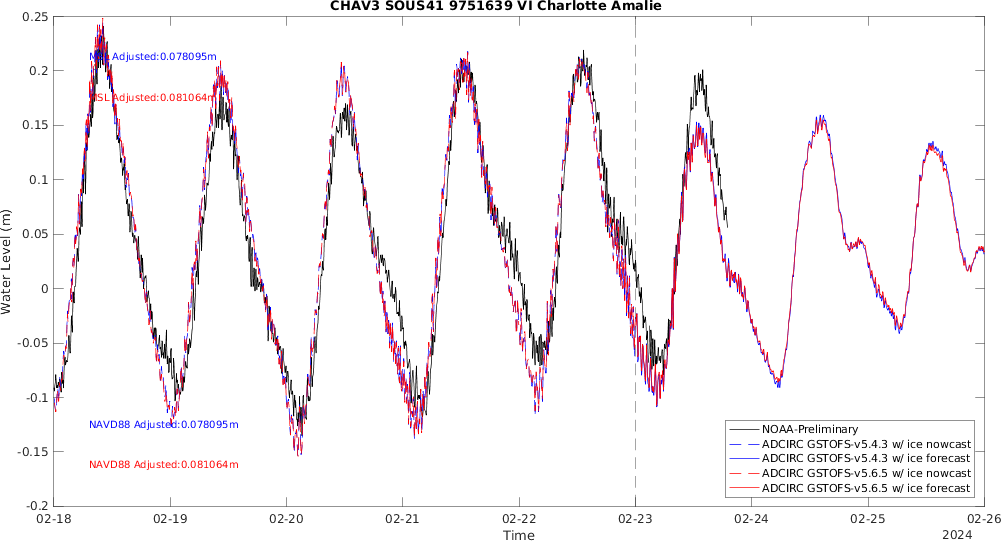 CHAV3 SOUS41 9751639 VI Charlotte Amalie
Water Level (m)
0.25
0.2
0.15
0.1
0.05
0
-0.05
-0.1
-0.15
-0.2
MSL Adjusted:0.078095m
MSL Adjusted:0.081064m
NAVD88 Adjusted:0.078095m
NAVD88 Adjusted:0.081064m
NOAA-Preliminary
ADCIRC GSTOFS-v5.4.3 w/ ice nowcast
ADCIRC GSTOFS-v5.4.3 w/ ice forecast
ADCIRC GSTOFS-v5.6.5 w/ ice nowcast
ADCIRC GSTOFS-v5.6.5 w/ ice forecast
02-18 02-19 02-20 02-21 02-22 02-23 02-24 02-25 02-26
Time
2024